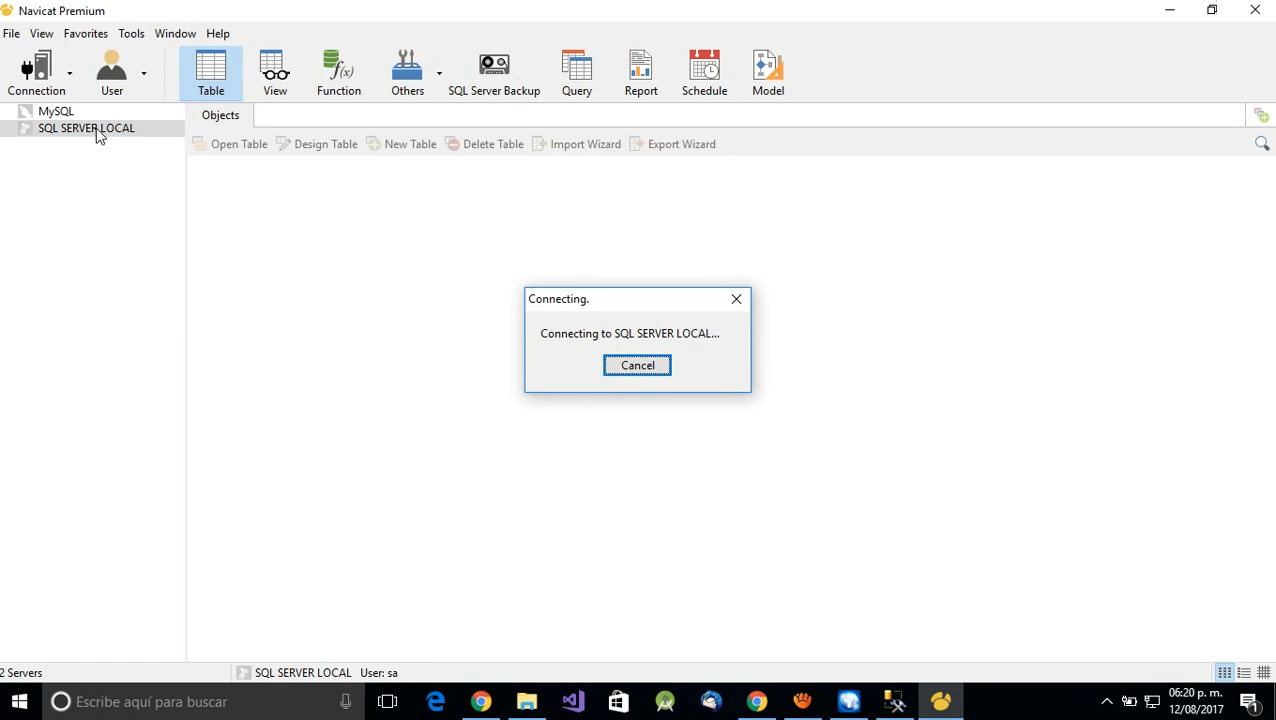 Navicat Premium
File View Favorites Tools Window Help
Connection User Table View Function Others SQL Server Backup Query Report Schedule Model
MySQL
SQL SERVER LOCAL
Objects
Open Table Design Table New Table Delete Table Import Wizard Export Wizard
Connecting.
Connecting to SQL SERVER LOCAL...
Cancel
2 Servers SQL SERVER LOCAL User: sa
Escribe aquí para buscar
06:20 p. m.
12/08/2017
1